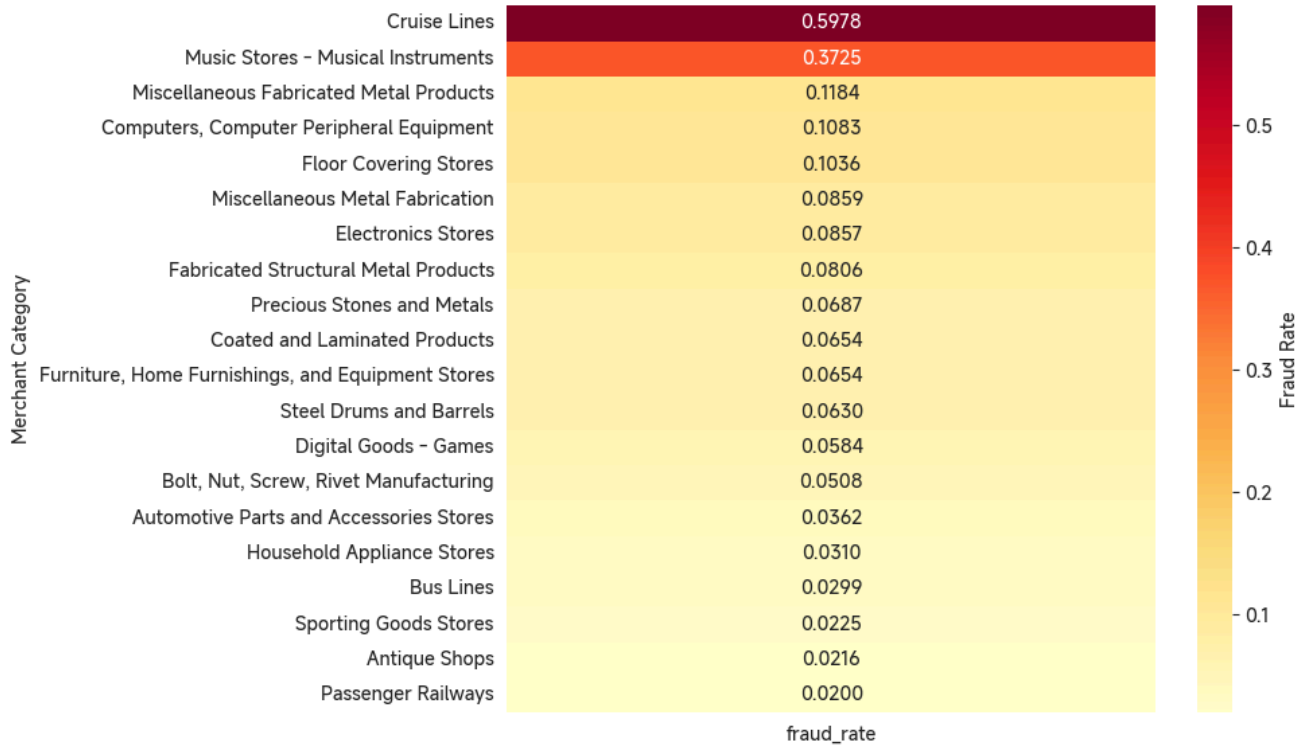 Merchant Category
Cruise Lines 0.5978
Music Stores - Musical Instruments 0.3725
Miscellaneous Fabricated Metal Products 0.1184
Computers, Computer Peripheral Equipment 0.1083
Floor Covering Stores 0.1036
Miscellaneous Metal Fabrication 0.0859
Electronics Stores 0.0857
Fabricated Structural Metal Products 0.0806
Precious Stones and Metals 0.0687
Coated and Laminated Products 0.0654
Furniture, Home Furnishings, and Equipment Stores 0.0654
Steel Drums and Barrels 0.0630
Digital Goods - Games 0.0584
Bolt, Nut, Screw, Rivet Manufacturing 0.0508
Automotive Parts and Accessories Stores 0.0362
Household Appliance Stores 0.0310
Bus Lines 0.0299
Sporting Goods Stores 0.0225
Antique Shops 0.0216
Passenger Railways 0.0200
fraud_rate
0.5
0.4
0.3
0.2
0.1
Fraud Rate